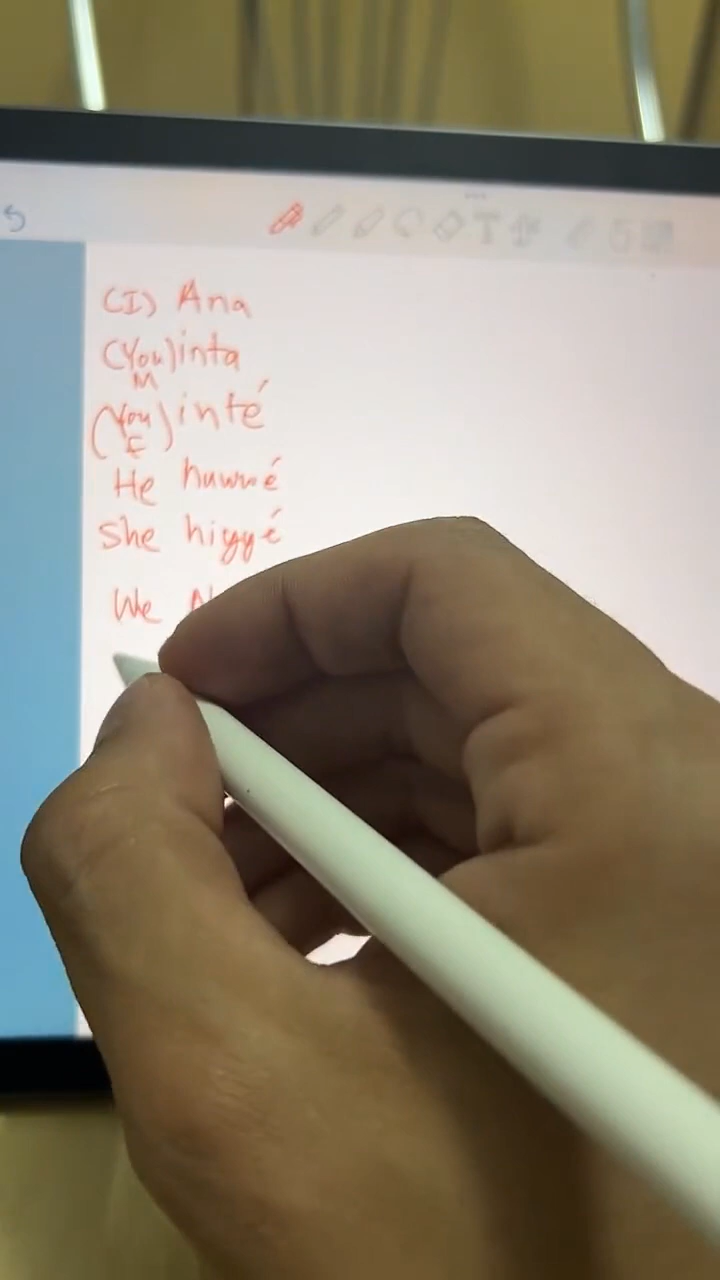 (I) Ana
(You) inta
M
(You) inté
F
He huwwé
she hiyyé
We